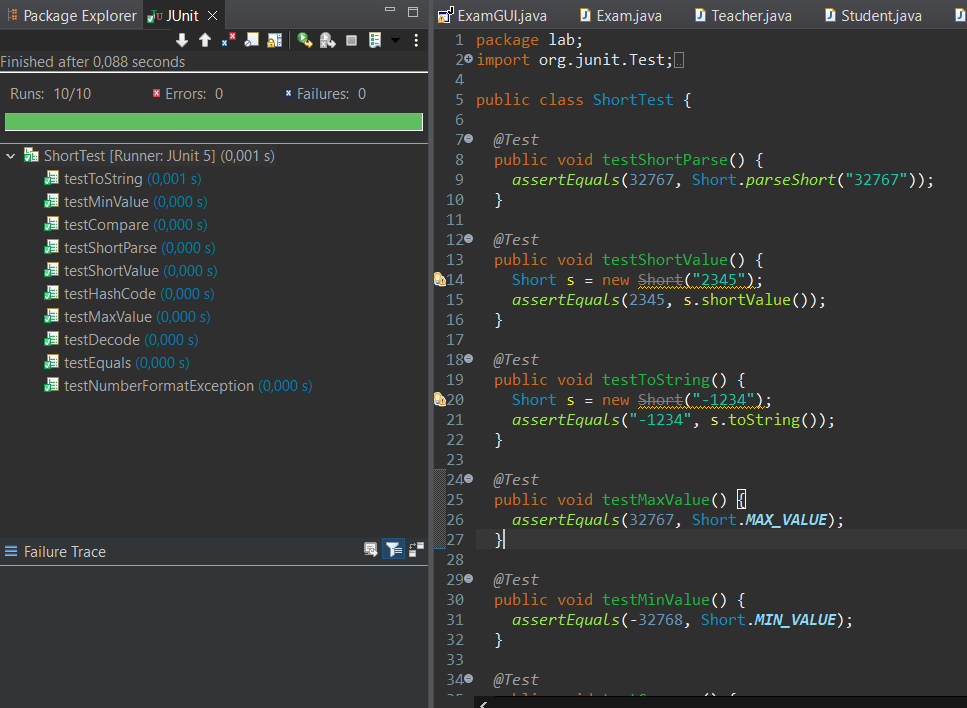 Package Explorer JUnit
Finished after 0,088 seconds
Runs: 10/10 Errors: 0 Failures: 0
ShortTest [Runner: JUnit 5] (0,001 s)
testToString (0,001 s)
testMinValue (0,000 s)
testCompare (0,000 s)
testShortParse (0,000 s)
testShortValue (0,000 s)
testHashCode (0,000 s)
testMaxValue (0,000 s)
testDecode (0,000 s)
testEquals (0,000 s)
testNumberFormatException (0,000 s)
Failure Trace
ExamGUI.java Exam.java Teacher.java Student.java
1 package lab;
2 import org.junit.Test;
4
5 public class ShortTest {
6
7 @Test
8 public void testShortParse() {
9 assertEquals(32767, Short.parseShort("32767"));
10 }
11
12 @Test
13 public void testShortValue() {
14 Short s = new Short("2345");
15 assertEquals(2345, s.shortValue());
16 }
17
18 @Test
19 public void testToString() {
20 Short s = new Short("-1234");
21 assertEquals("-1234", s.toString());
22 }
23
24 @Test
25 public void testMaxValue() {
26 assertEquals(32767, Short.MAX_VALUE);
27 }
28
29 @Test
30 public void testMinValue() {
31 assertEquals(-32768, Short.MIN_VALUE);
32 }
33
34 @Test